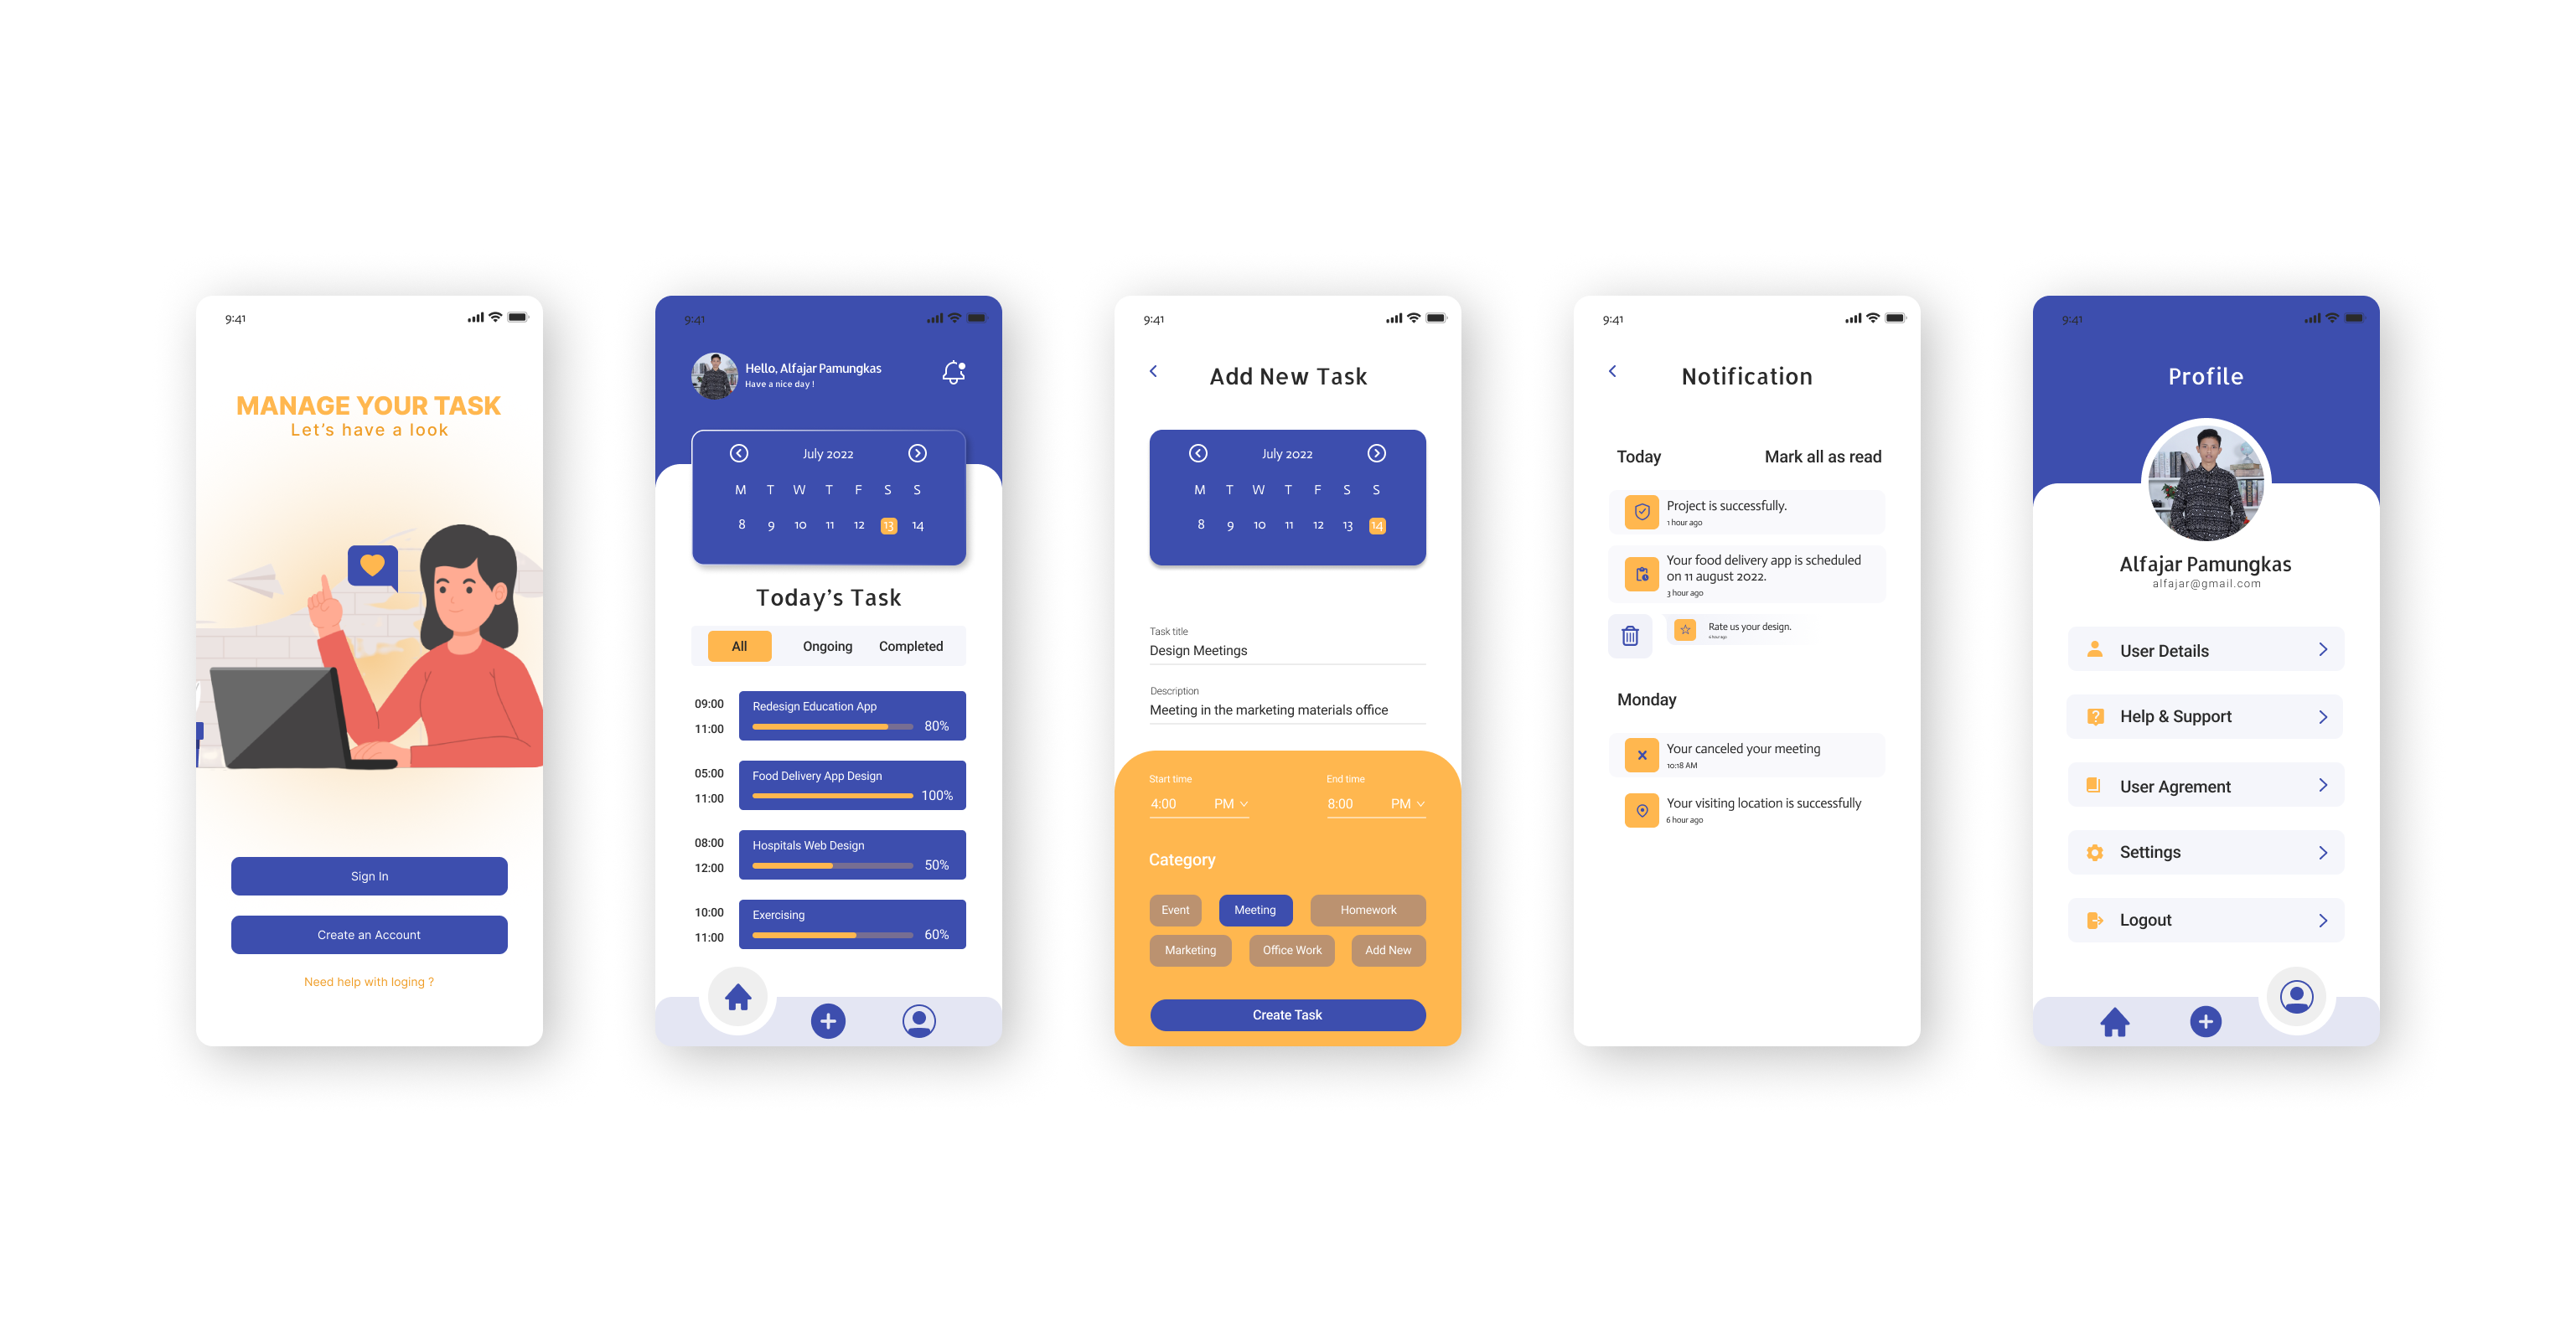 9:41
MANAGE YOUR TASK
Let's have a look
Sign In
Create an Account
Need help with loging ?
9:41
Hello, Alfajar Pamungkas
Have a nice day !
July 2022
M T W T F S S
8 9 10 11 12 13 14
Today's Task
All Ongoing Completed
09:00
11:00
Redesign Education App
80%
05:00
11:00
Food Delivery App Design
100%
08:00
12:00
Hospitals Web Design
50%
10:00
11:00
Exercising
60%
9:41
Add New Task
July 2022
M T W T F S S
8 9 10 11 12 13 14
Task title
Design Meetings
Description
Meeting in the marketing materials office
Start time End time
4:00 PM 8:00 PM
Category
Event Meeting Homework
Marketing Office Work Add New
Create Task
9:41
Notification
Today Mark all as read
Project is successfully.
1 hour ago
Your food delivery app is scheduled
on 11 august 2022.
3 hour ago
Rate us your design.
Monday
Your canceled your meeting
10:18 AM
Your visiting location is successfully
6 hour ago
9:41
Profile
Alfajar Pamungkas
alfajar@gmail.com
User Details
Help & Support
User Agrement
Settings
Logout